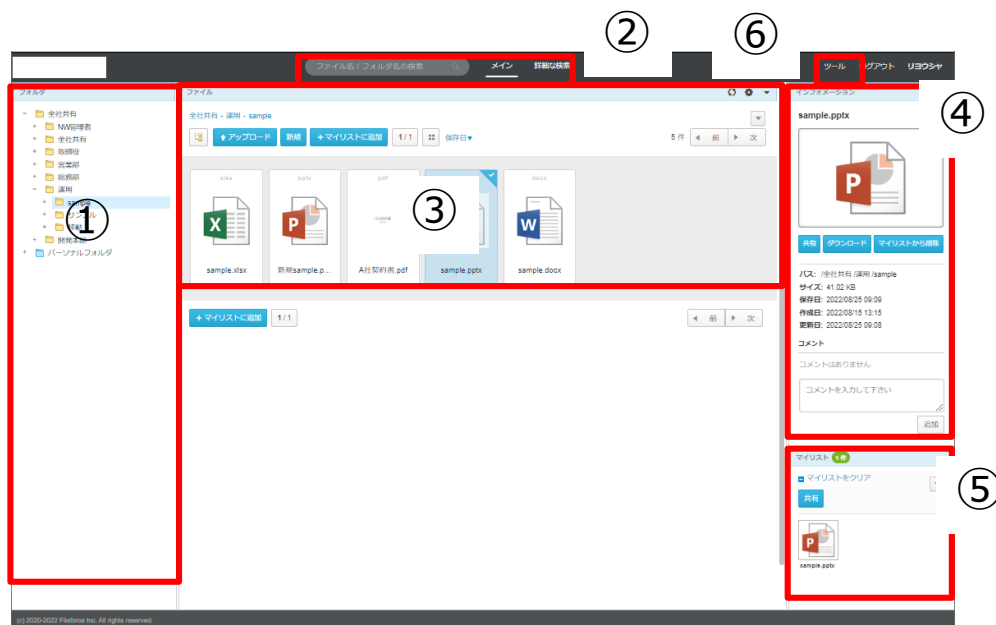 ②
⑥
ファイル名 / フォルダ名の検索
メイン
詳細な検索
ツール
ログアウト
リヨウシャ
フォルダ
- 全社共有
+ NW管理者
+ 全社共有
+ 取締役
+ 営業部
+ 総務部
- 運用
+ sample
+ サンプル
+ 移動
+ 開発本部
+ パーソナルフォルダ
①
ファイル
全社共有 - 運用 - sample
アップロード
新規
+マイリストに追加
1/1
保存日▼
5 件
◀ 前
▶ 次
xlsx
pptx
pdf
docx
③
sample.xlsx
新規sample.p...
A社契約書.pdf
sample.pptx
sample.docx
+マイリストに追加
1/1
◀ 前
▶ 次
インフォメーション
④
sample.pptx
共有
ダウンロード
マイリストから削除
パス: /全社共有 /運用 /sample
サイズ: 41.02 KB
保存日: 2022/08/25 09:09
作成日: 2022/08/15 13:15
更新日: 2022/08/25 09:08
コメント
コメントはありません
コメントを入力して下さい
追加
マイリスト 1 件
マイリストをクリア
⑤
共有
sample.pptx
(c) 2020-2022 Fileforce Inc. All rights reserved.